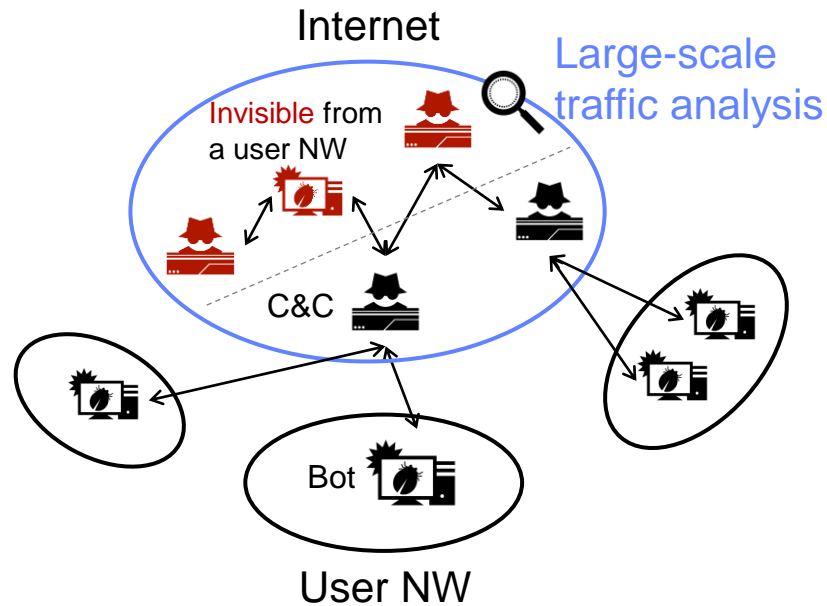 Internet
Large-scale
traffic analysis
Invisible from
a user NW
C&C
Bot
User NW